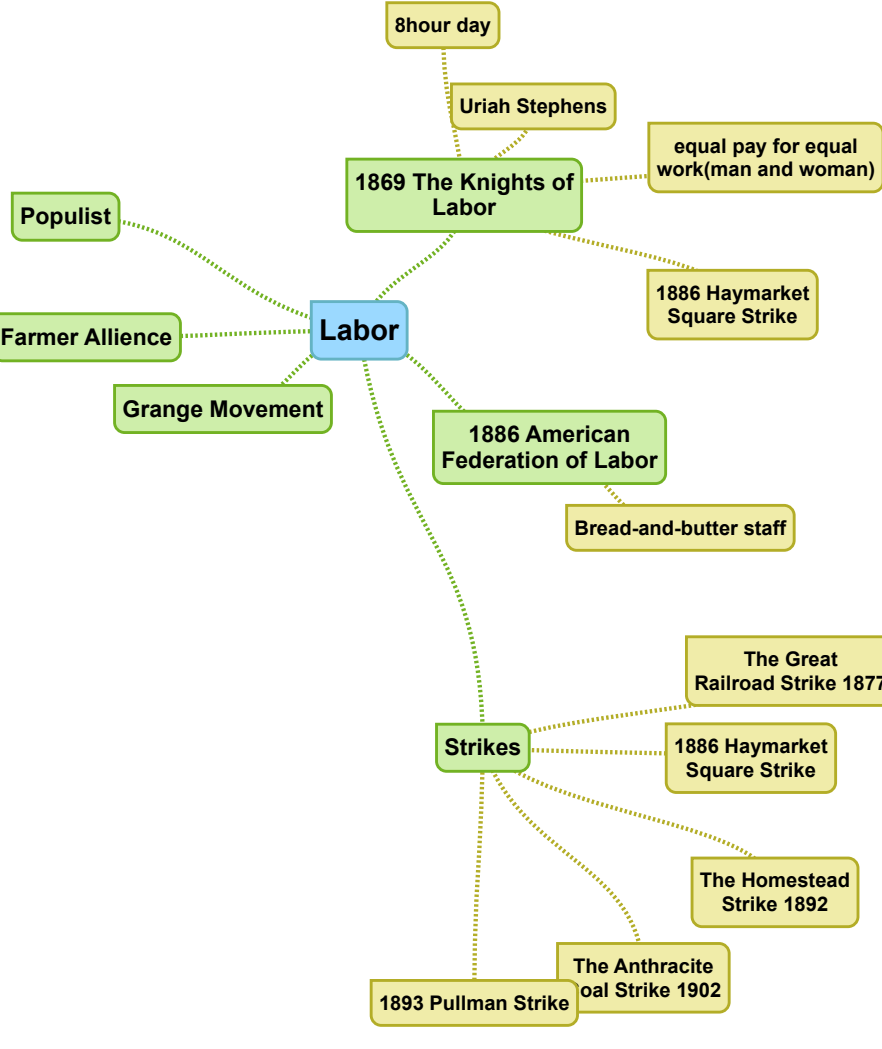 8hour day
Uriah Stephens
equal pay for equal
work(man and woman)
1869 The Knights of
Labor
Populist
1886 Haymarket
Square Strike
Labor
Farmer Allience
Grange Movement
1886 American
Federation of Labor
Bread-and-butter staff
The Great
Railroad Strike 1877
Strikes
1886 Haymarket
Square Strike
The Homestead
Strike 1892
The Anthracite
oal Strike 1902
1893 Pullman Strike